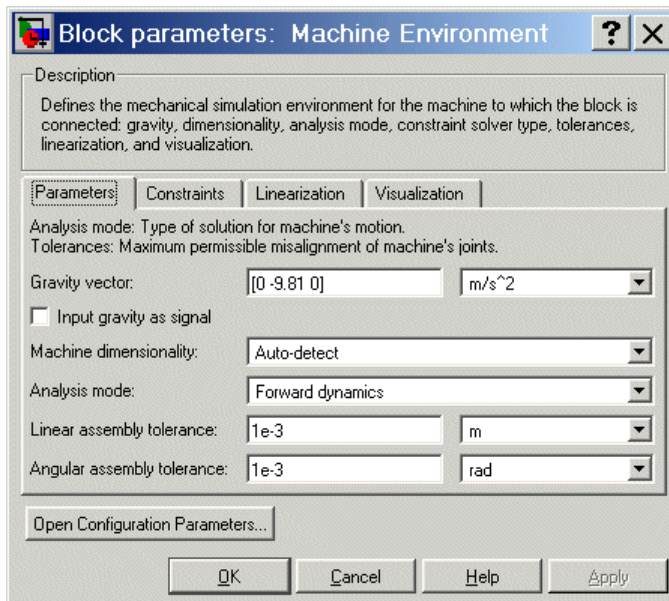 Block parameters: Machine Environment
Description
Defines the mechanical simulation environment for the machine to which the block is
connected: gravity, dimensionality, analysis mode, constraint solver type, tolerances,
linearization, and visualization.
Parameters Constraints Linearization Visualization
Analysis mode: Type of solution for machine's motion.
Tolerances: Maximum permissible misalignment of machine's joints.
Gravity vector: [0 -9.81 0] m/s^2
Input gravity as signal
Machine dimensionality: Auto-detect
Analysis mode: Forward dynamics
Linear assembly tolerance: 1e-3 m
Angular assembly tolerance: 1e-3 rad
Open Configuration Parameters...
OK Cancel Help Apply